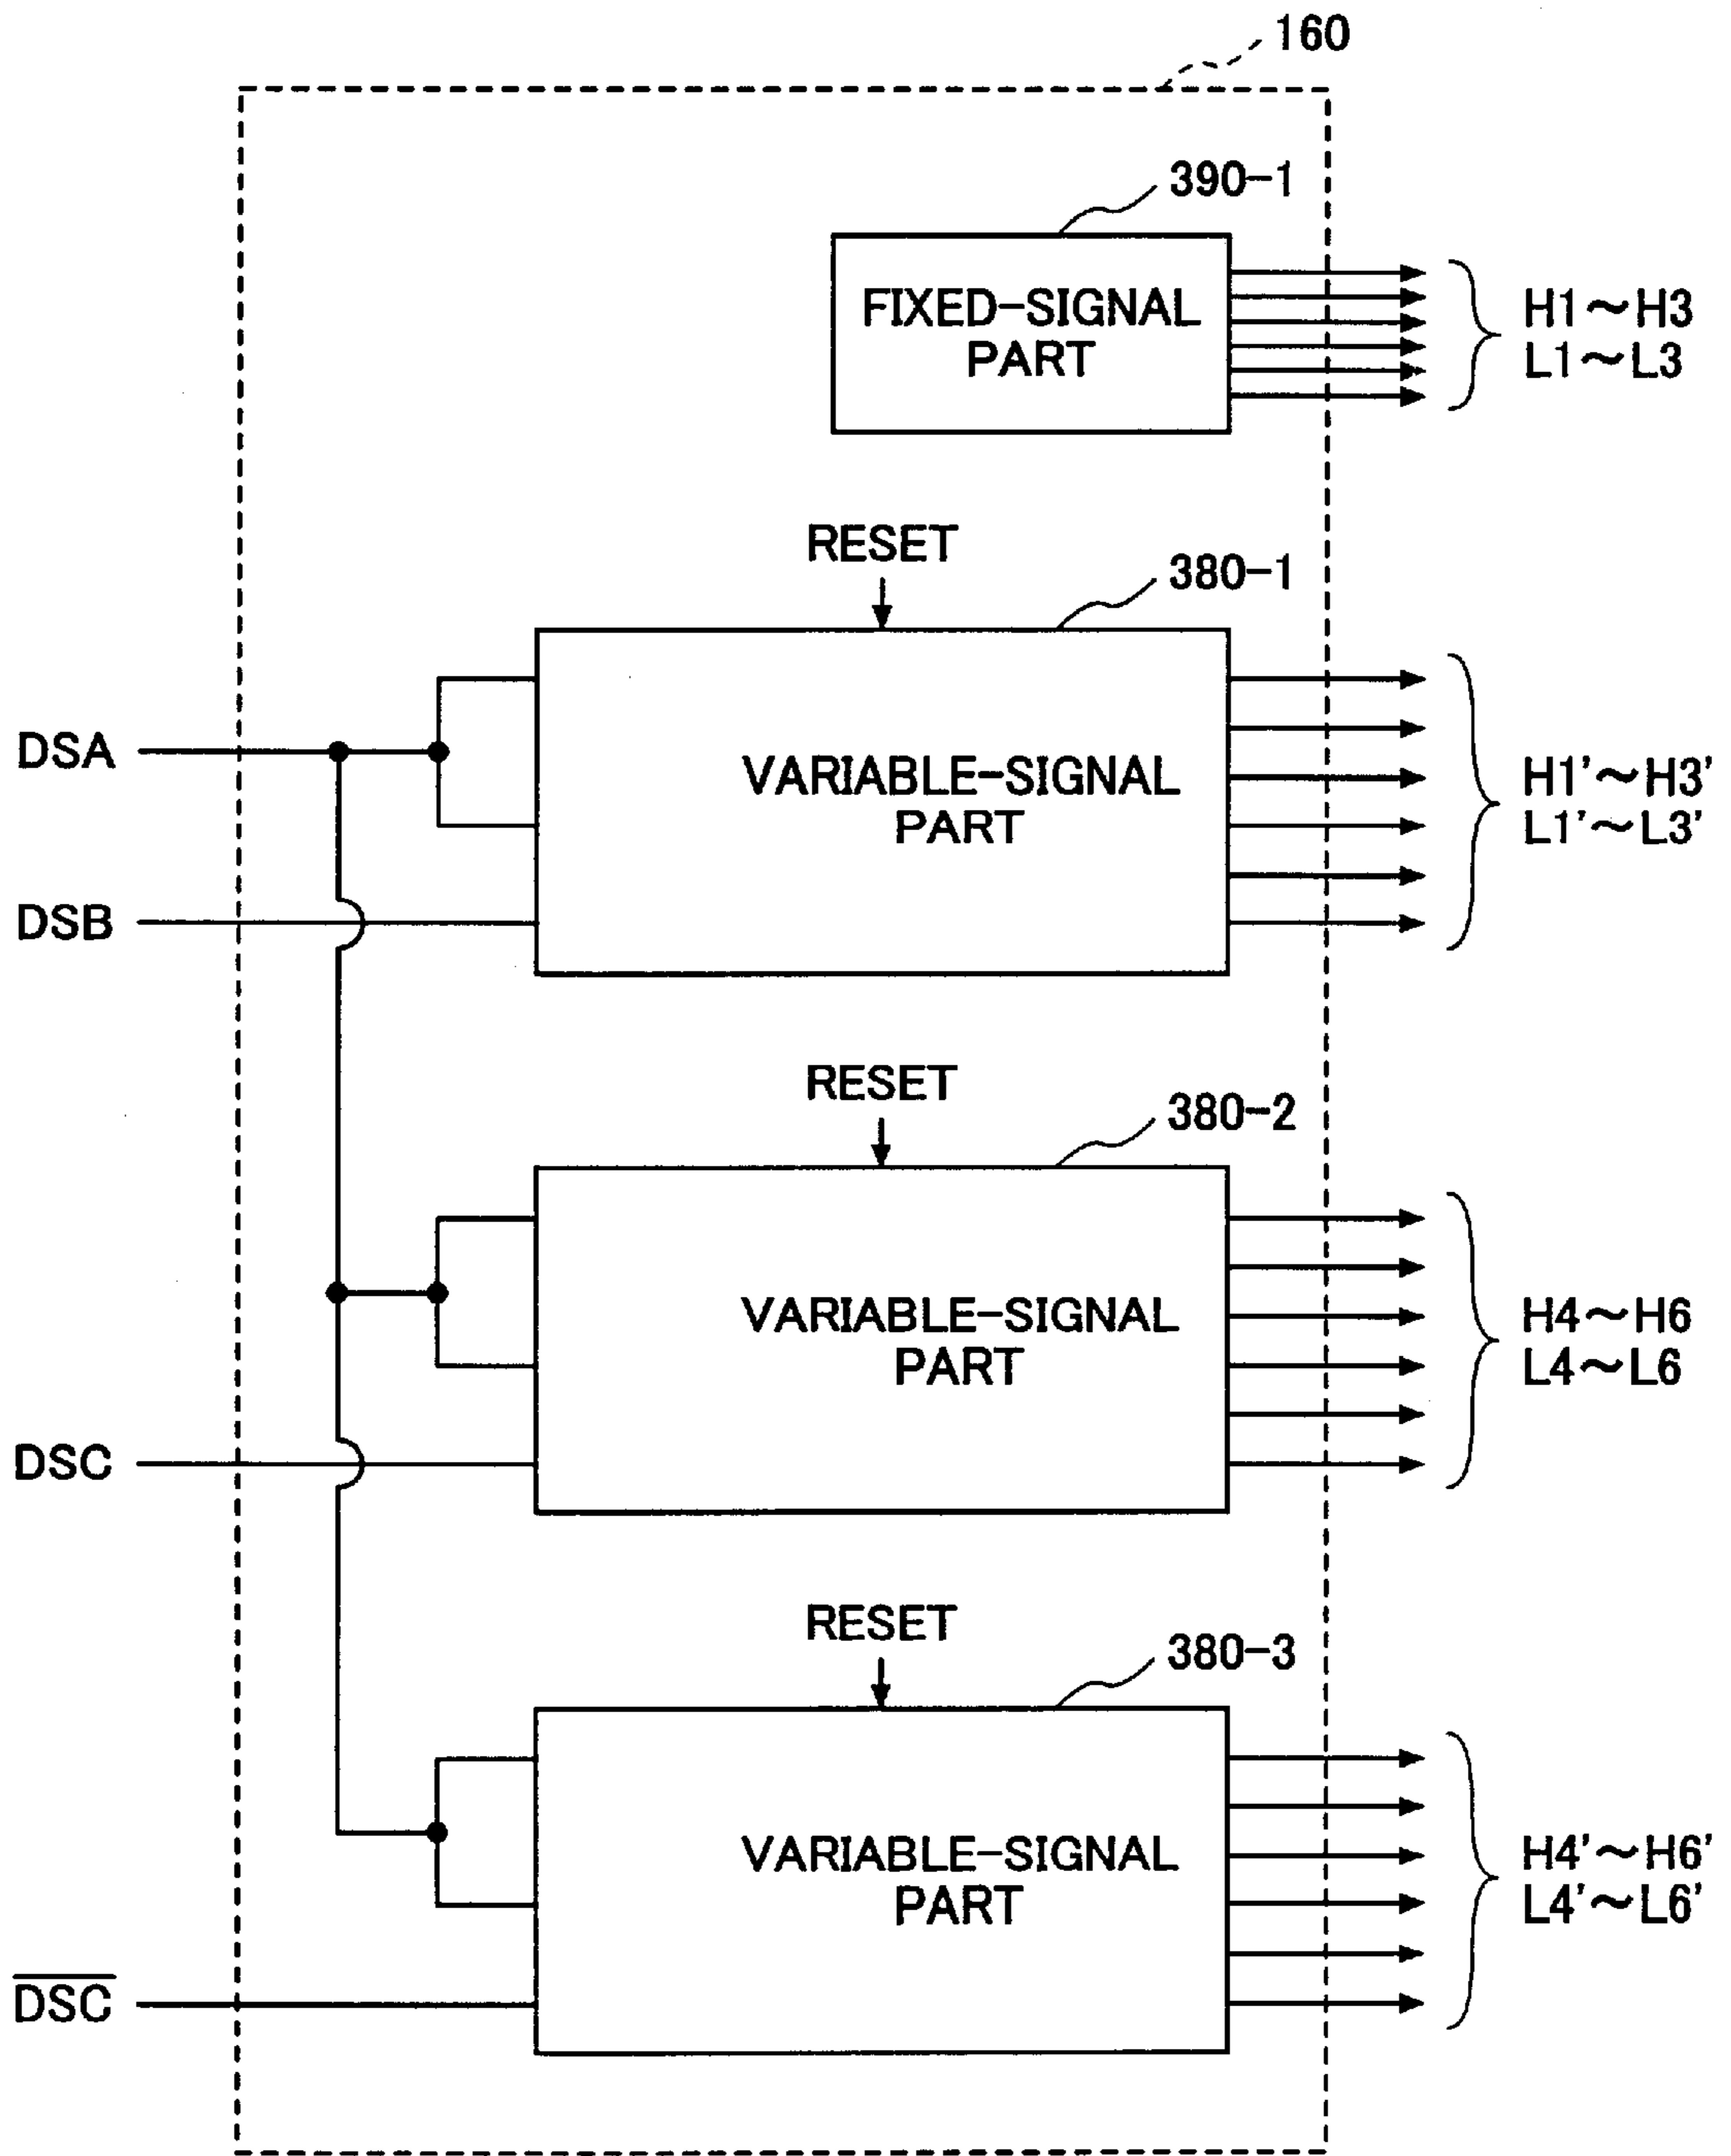 160
390-1
FIXED-SIGNAL
PART
H1~H3
L1~L3
RESET
380-1
DSA
VARIABLE-SIGNAL
PART
H1'~H3'
L1'~L3'
DSB
RESET
380-2
VARIABLE-SIGNAL
PART
H4~H6
L4~L6
DSC
RESET
380-3
VARIABLE-SIGNAL
PART
H4'~H6'
L4'~L6'
D̅S̅C̅